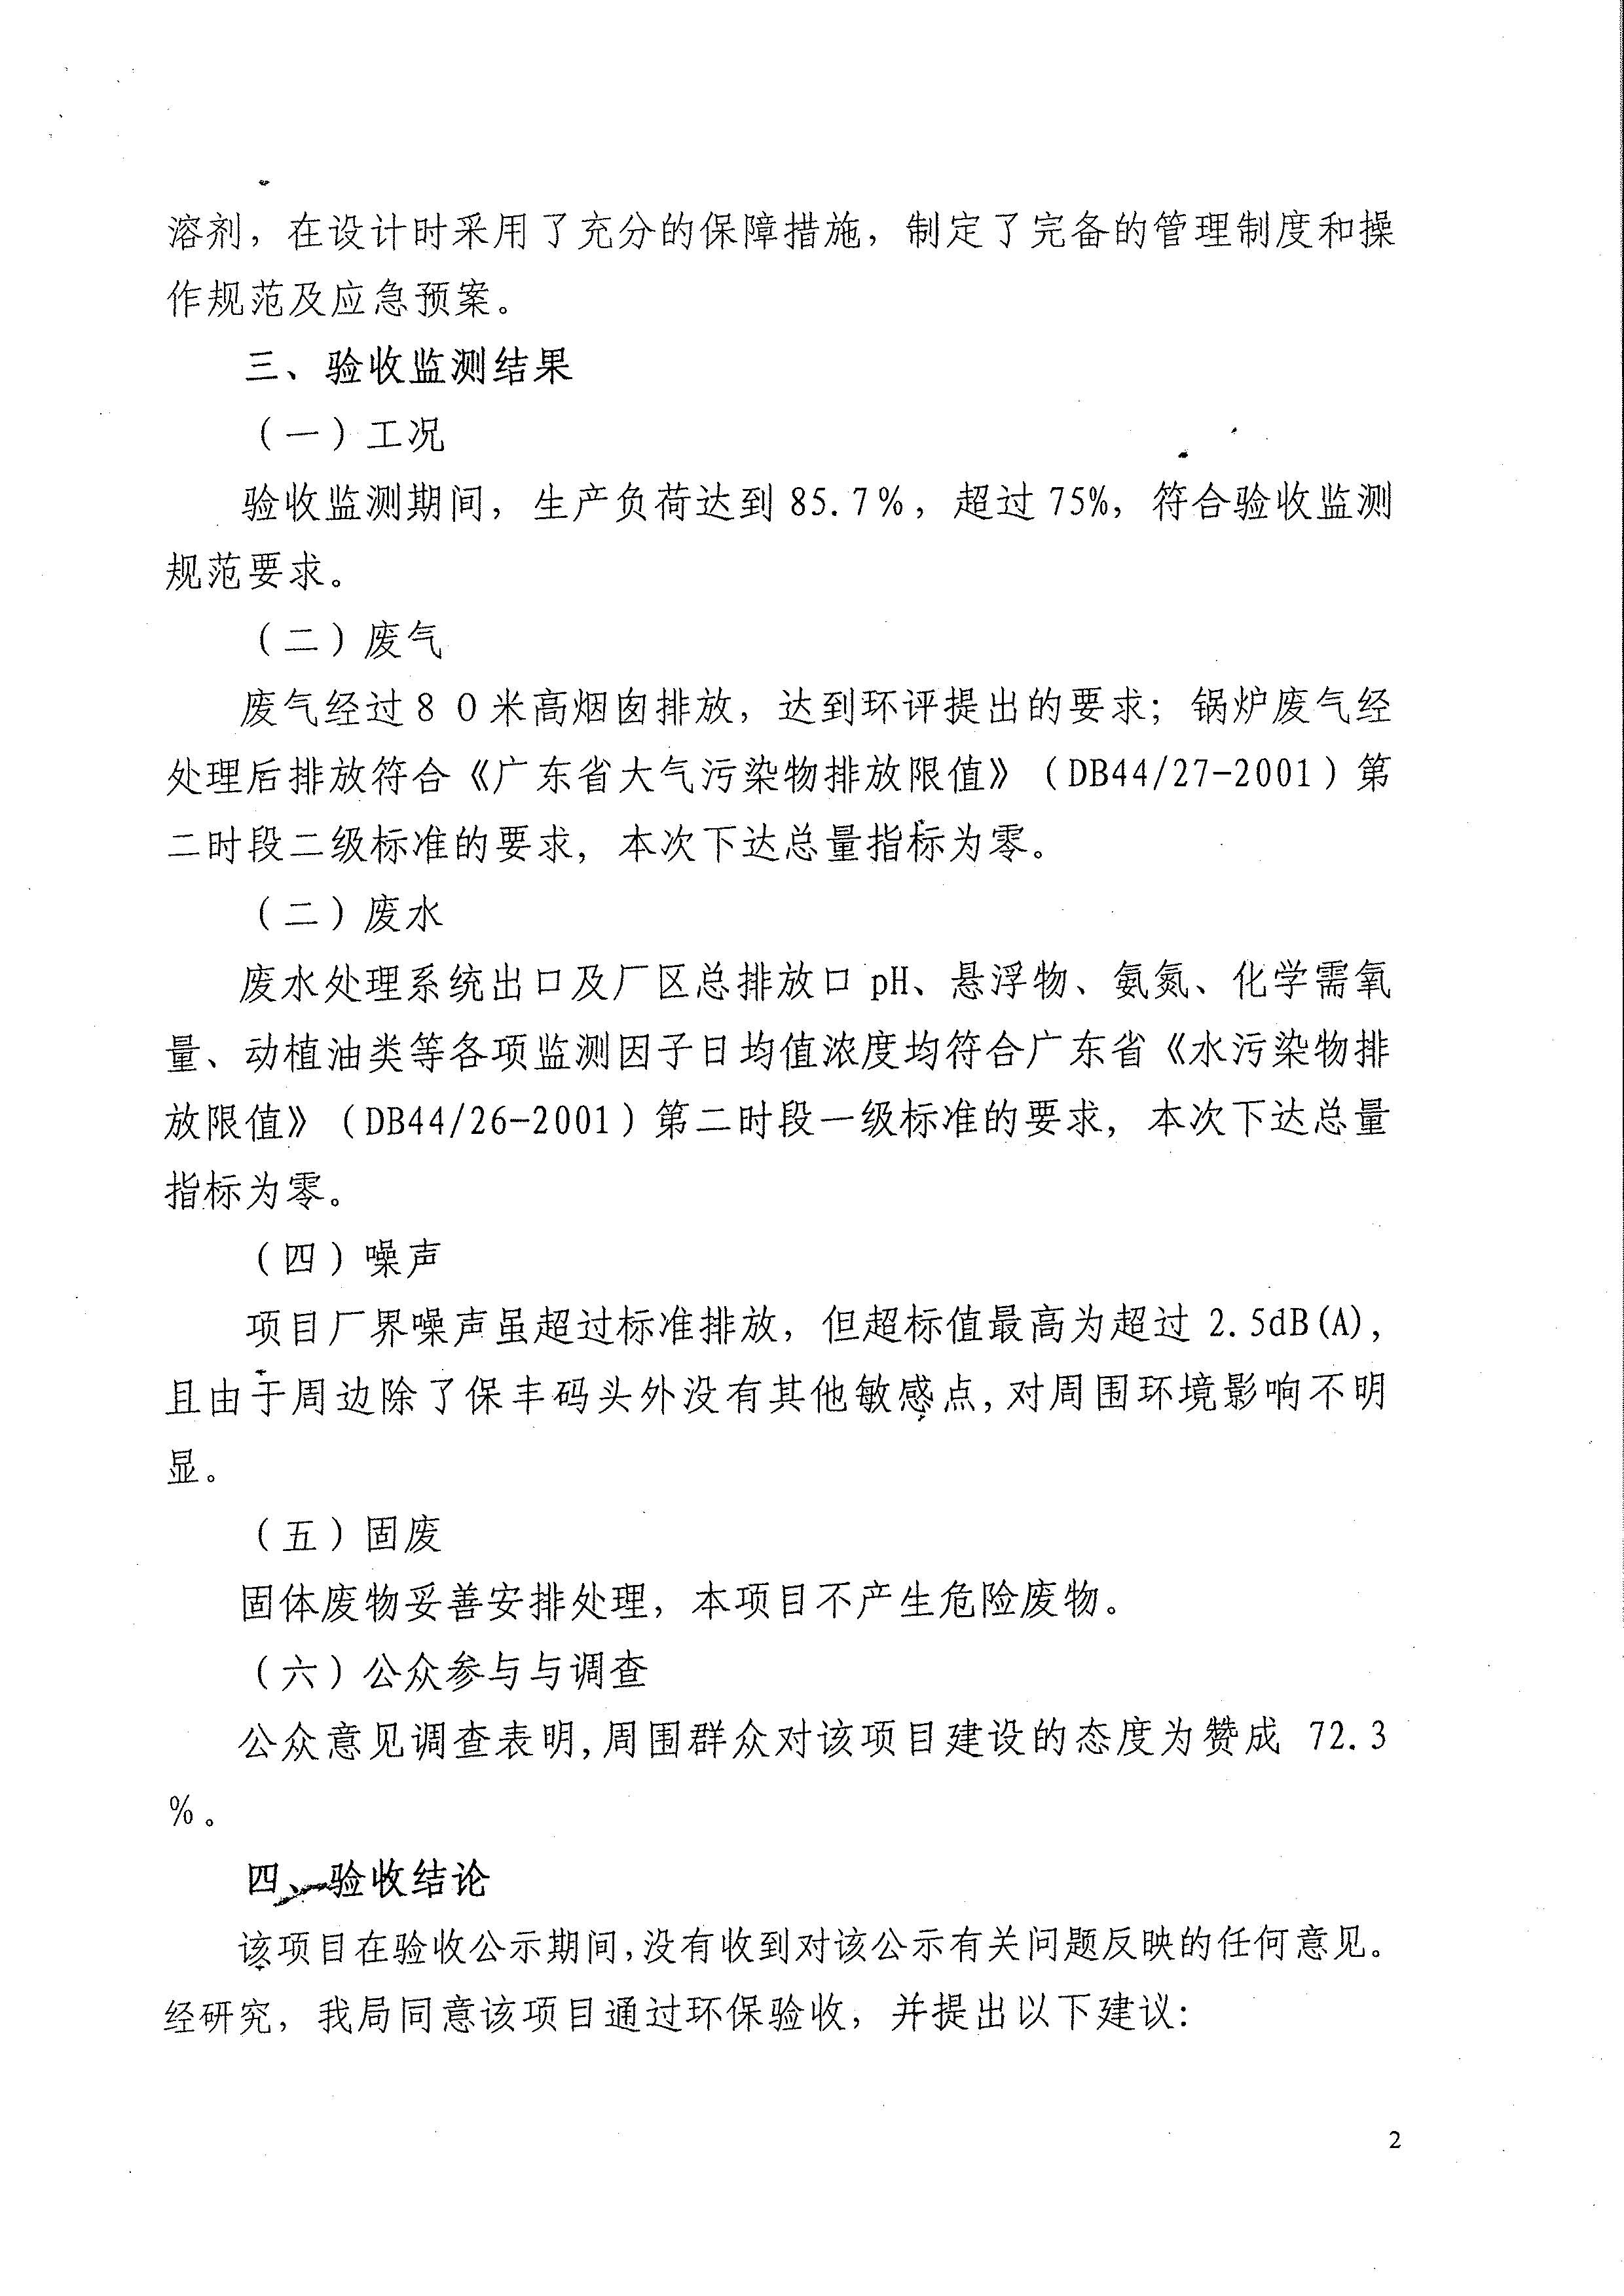 溶剂，在设计时采用了充分的保障措施，制定了完备的管理制度和操
作规范及应急预案。
三、验收监测结果
（一）工况
验收监测期间，生产负荷达到85.7%，超过75%，符合验收监测
规范要求。
（二）废气
废气经过80米高烟囱排放，达到环评提出的要求；锅炉废气经
处理后排放符合《广东省大气污染物排放限值》（DB44/27-2001）第
二时段二级标准的要求，本次下达总量指标为零。
（二）废水
废水处理系统出口及厂区总排放口pH、悬浮物、氨氮、化学需氧
量、动植油类等各项监测因子日均值浓度均符合广东省《水污染物排
放限值》（DB44/26-2001）第二时段一级标准的要求，本次下达总量
指标为零。
（四）噪声
项目厂界噪声虽超过标准排放，但超标值最高为超过2.5dB(A)，
且由于周边除了保丰码头外没有其他敏感点,对周围环境影响不明
显。
（五）固废
固体废物妥善安排处理，本项目不产生危险废物。
（六）公众参与与调查
公众意见调查表明,周围群众对该项目建设的态度为赞成 72.3
%。
四、验收结论
该项目在验收公示期间,没有收到对该公示有关问题反映的任何意见。
经研究，我局同意该项目通过环保验收，并提出以下建议：
2